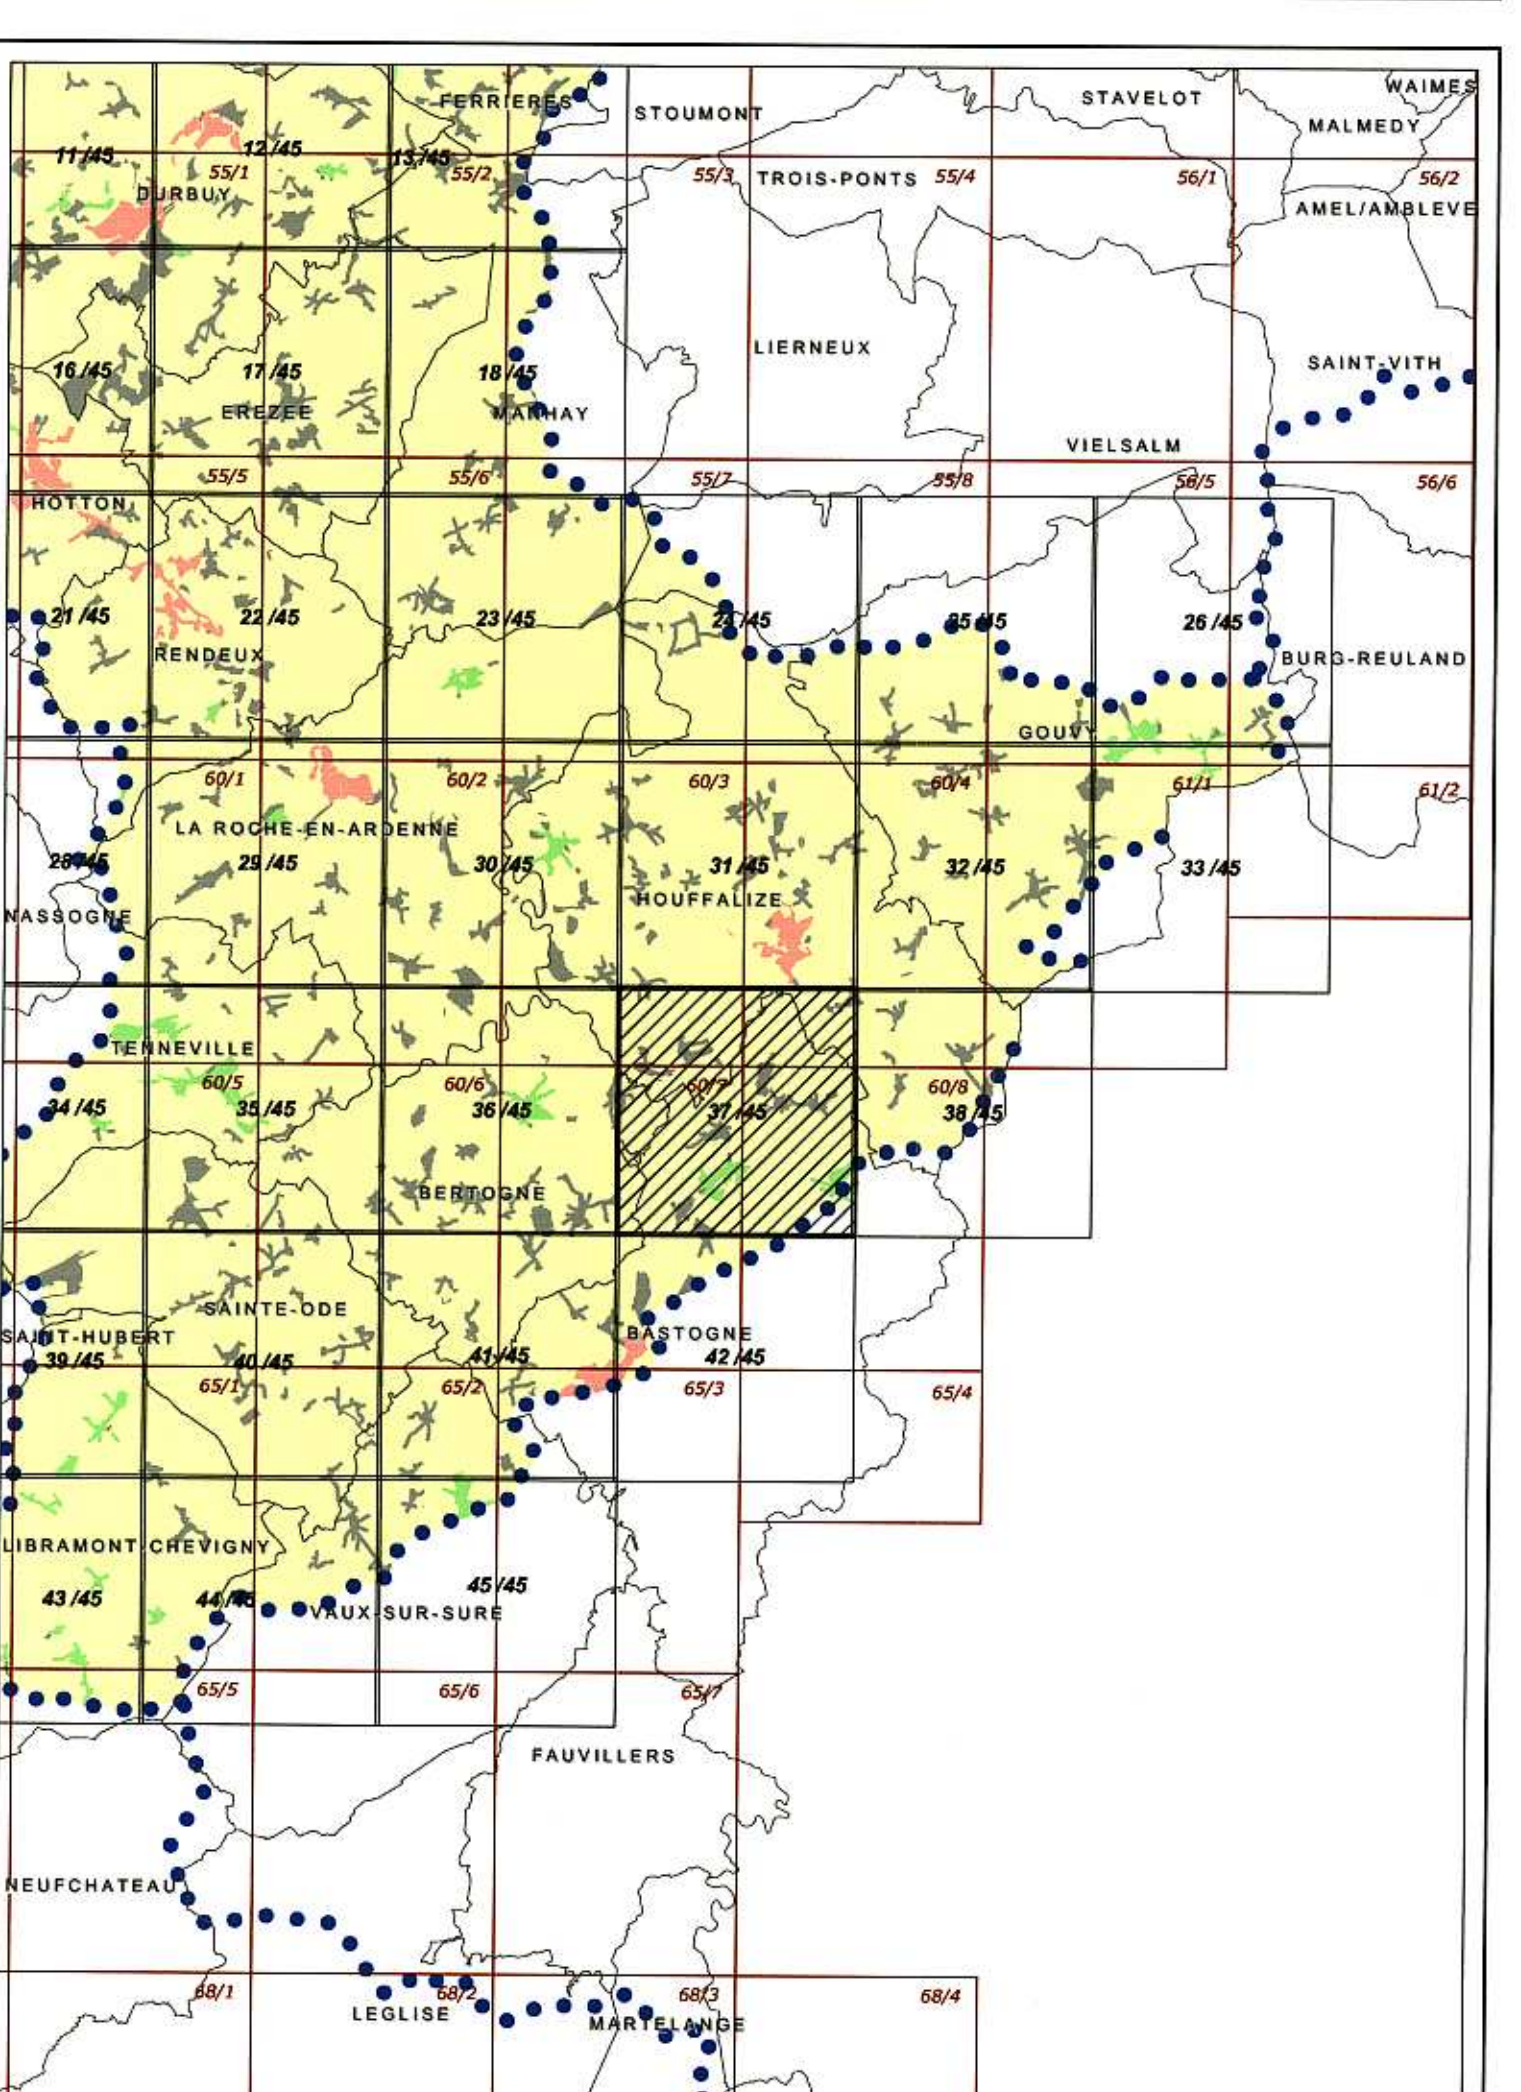 WAIMES
FERRIERES
STOUMONT
STAVELOT
MALMEDY
11/45
12/45
13/45
55/1
55/2
55/3
TROIS-PONTS
55/4
56/1
56/2
DURBUY
AMEL/AMBLEVE
LIERNEUX
SAINT-VITH
16/45
17/45
18/45
EREZEE
MANHAY
VIELSALM
55/5
55/6
55/7
55/8
56/5
56/6
HOTTON
21/45
22/45
23/45
24/45
25/45
26/45
RENDEUX
BURG-REULAND
GOUVY
60/1
60/2
60/3
60/4
61/1
61/2
LA ROCHE-EN-ARDENNE
28/45
29/45
30/45
31/45
32/45
33/45
HOUFFALIZE
NASSOGNE
TENNEVILLE
60/5
60/6
60/7
60/8
34/45
35/45
36/45
37/45
38/45
BERTOGNE
SAINTE-ODE
SAINT-HUBERT
BASTOGNE
39/45
40/45
41/45
42/45
65/1
65/2
65/3
65/4
LIBRAMONT-CHEVIGNY
43/45
44/45
45/45
VAUX-SUR-SURE
65/5
65/6
65/7
FAUVILLERS
NEUFCHATEAU
68/1
68/2
68/3
68/4
LEGLISE
MARTELANGE